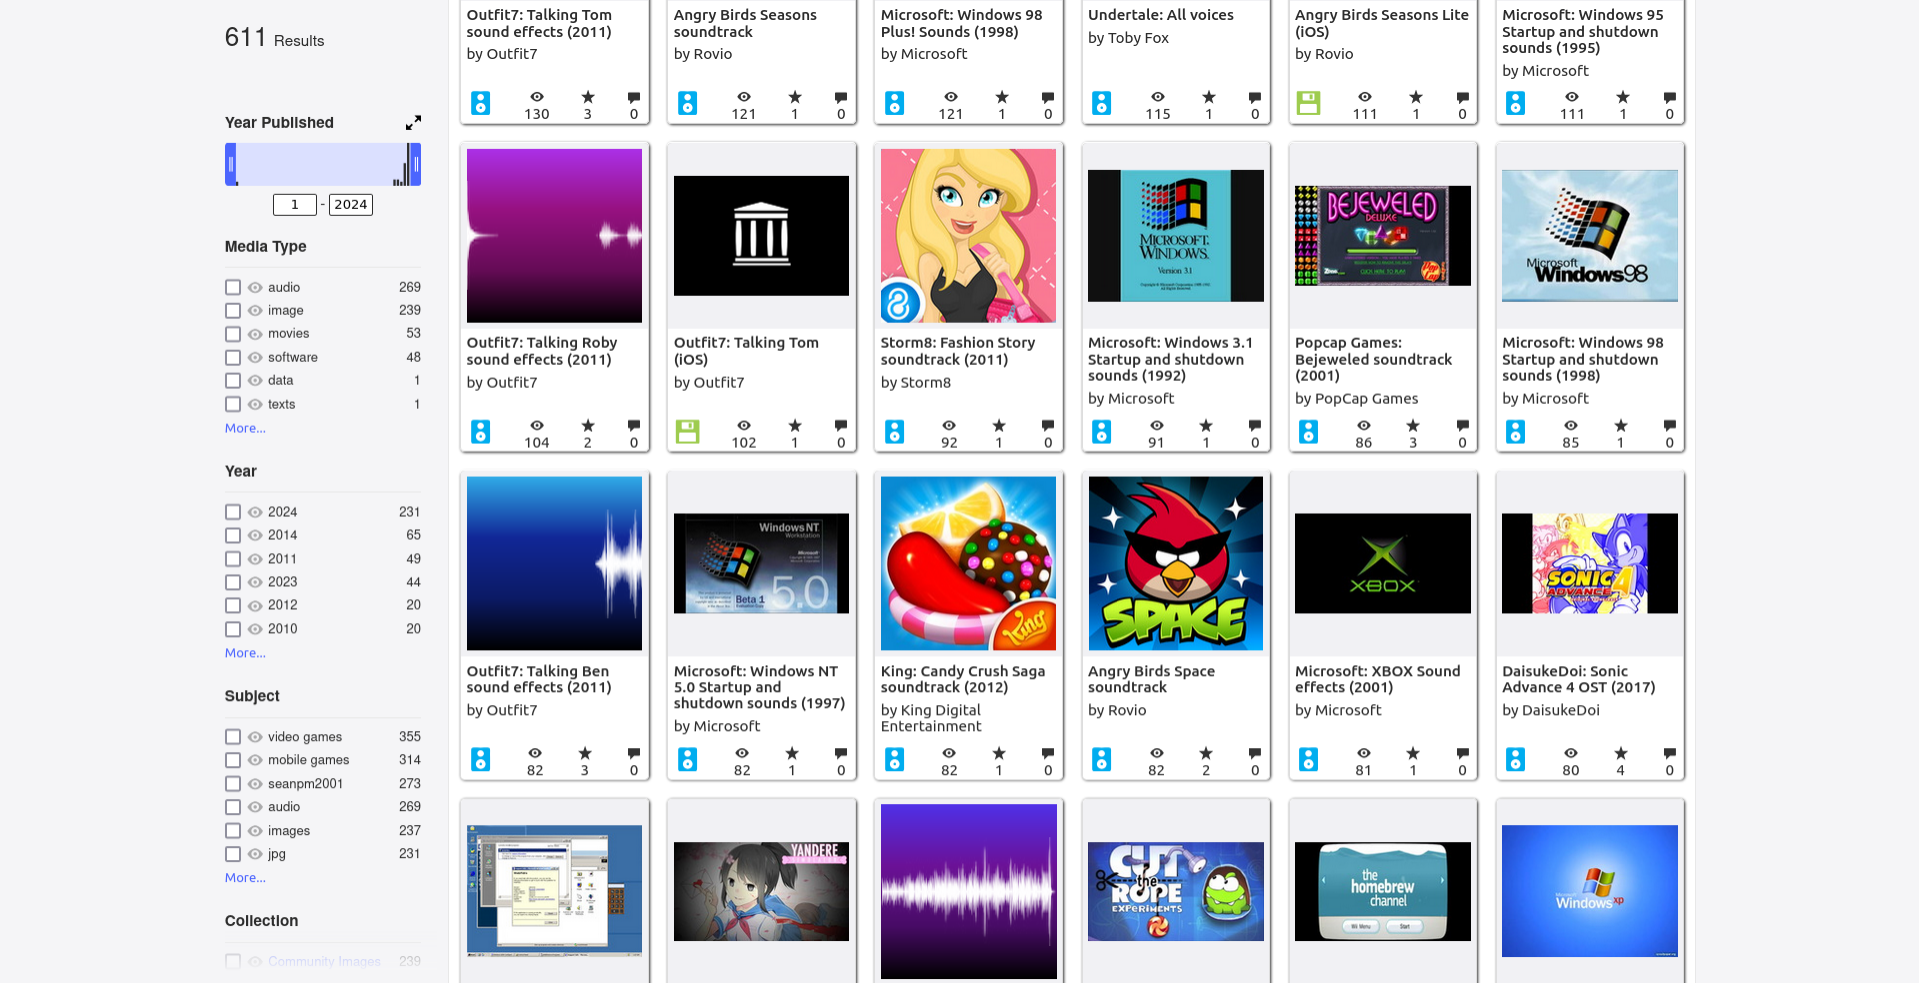 611 Results
Year Published
1 - 2024
Media Type
audio 269
image 239
movies 53
software 48
data 1
texts 1
More...
Year
2024 231
2014 65
2011 49
2023 44
2012 20
2010 20
More...
Subject
video games 355
mobile games 314
seanpm2001 273
audio 269
images 237
jpg 231
More...
Collection
Community Images 239
Outfit7: Talking Tom
sound effects (2011)
by Outfit7
130 3 0
Angry Birds Seasons
soundtrack
by Rovio
121 1 0
Microsoft: Windows 98
Plus! Sounds (1998)
by Microsoft
121 1 0
Undertale: All voices
by Toby Fox
115 1 0
Angry Birds Seasons Lite
(iOS)
by Rovio
111 1 0
Microsoft: Windows 95
Startup and shutdown
sounds (1995)
by Microsoft
111 1 0
Outfit7: Talking Roby
sound effects (2011)
by Outfit7
104 2 0
Outfit7: Talking Tom
(iOS)
by Outfit7
102 1 0
Storm8: Fashion Story
soundtrack (2011)
by Storm8
92 1 0
MICROSOFT.
WINDOWS.
Version 3.1
Microsoft: Windows 3.1
Startup and shutdown
sounds (1992)
by Microsoft
91 1 0
BEJEWELED
DELUXE
CLICK HERE TO PLAY!
PopCap
Popcap Games:
Bejeweled soundtrack
(2001)
by PopCap Games
86 3 0
Microsoft
Windows98
Microsoft: Windows 98
Startup and shutdown
sounds (1998)
by Microsoft
85 1 0
Outfit7: Talking Ben
sound effects (2011)
by Outfit7
82 3 0
Windows NT
Workstation
Microsoft
5.0
Beta 1
Microsoft: Windows NT
5.0 Startup and
shutdown sounds (1997)
by Microsoft
82 1 0
King
King: Candy Crush Saga
soundtrack (2012)
by King Digital
Entertainment
82 1 0
SPACE
Angry Birds Space
soundtrack
by Rovio
82 2 0
XBOX
Microsoft: XBOX Sound
effects (2001)
by Microsoft
81 1 0
SONIC
ADVANCE 4
DaisukeDoi: Sonic
Advance 4 OST (2017)
by DaisukeDoi
80 4 0
YANDERE
SIMULATOR
CUT
the
ROPE
EXPERIMENTS
the
homebrew
channel
Wii Menu Start
Microsoft
Windows xp